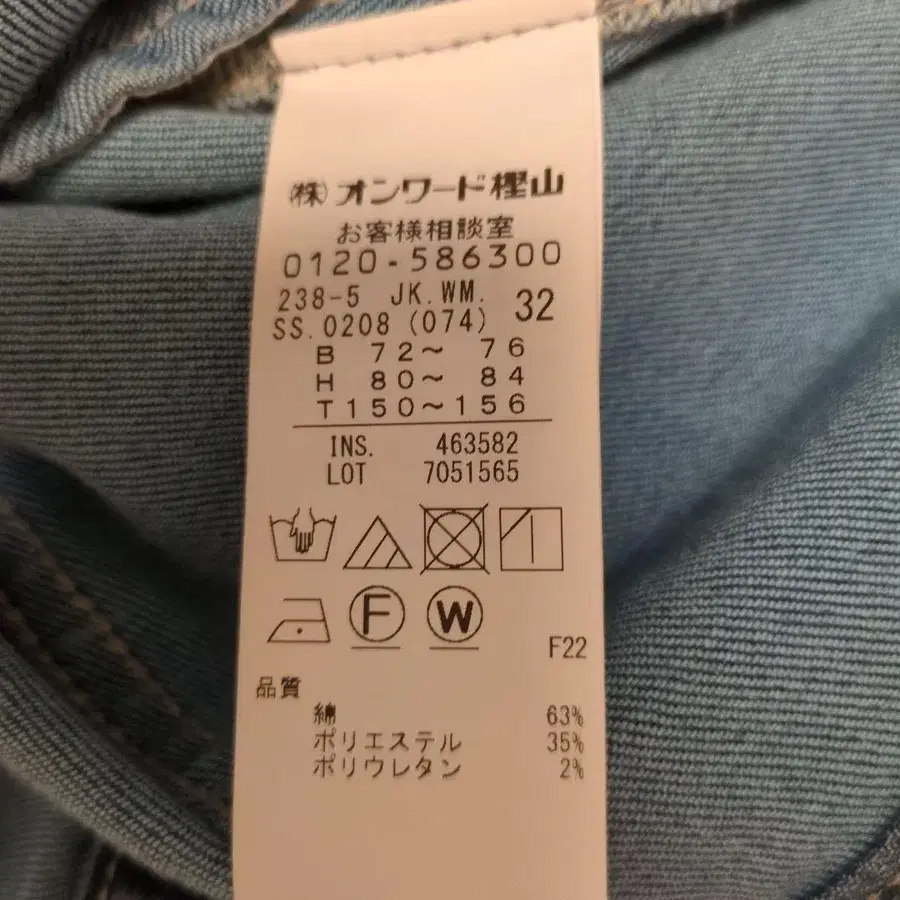 ㈱オンワード樫山
お客様相談室
0120-586300
238-5 JK.WM.
SS.0208 (074) 32
B 72〜 76
H 80〜 84
T150〜156
INS. 463582
LOT 7051565
F W
F22
品質
綿 63%
ポリエステル 35%
ポリウレタン 2%